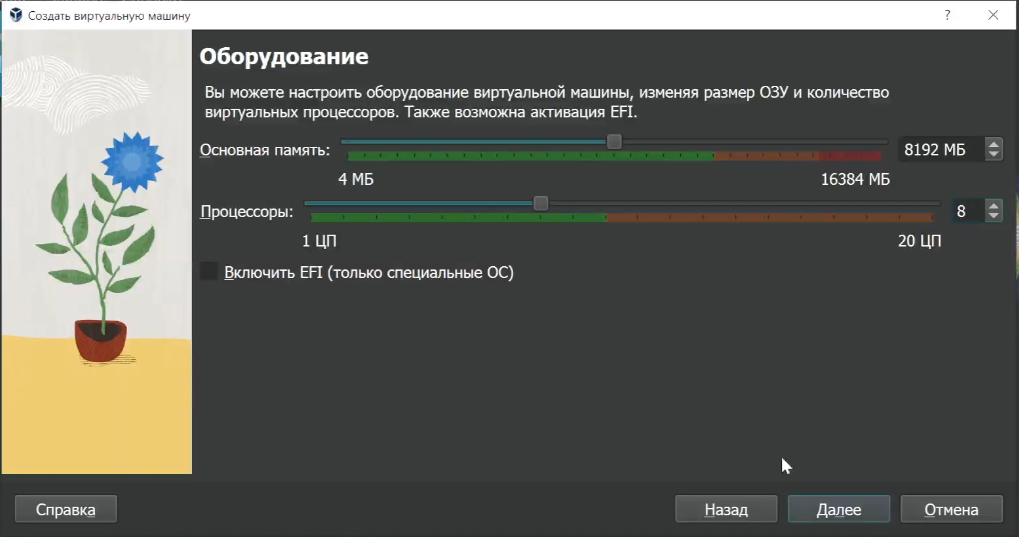 Создать виртуальную машину
?
Оборудование
Вы можете настроить оборудование виртуальной машины, изменяя размер ОЗУ и количество
виртуальных процессоров. Также возможна активация EFI.
Основная память: 8192 МБ
4 МБ 16384 МБ
Процессоры: 8
1 ЦП 20 ЦП
Включить EFI (только специальные ОС)
Справка Назад Далее Отмена